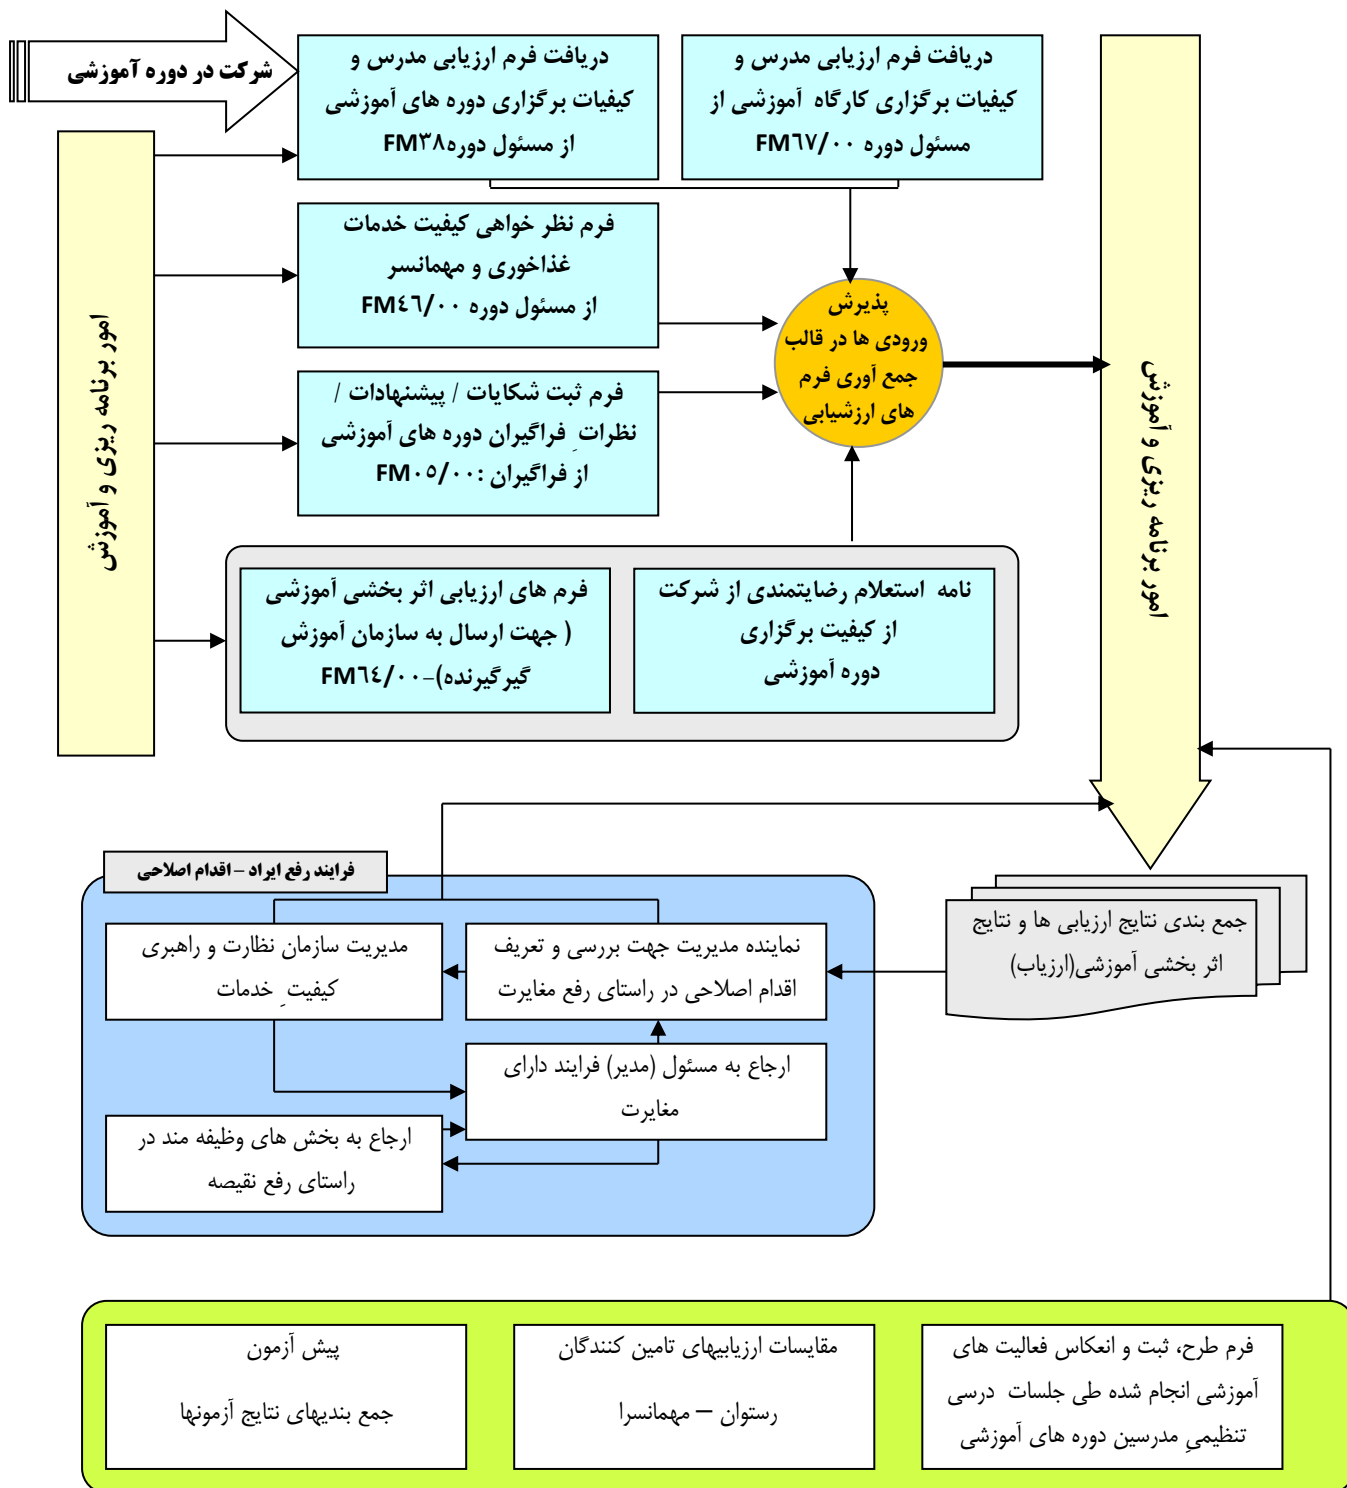 شرکت در دوره آموزشی
دریافت فرم ارزیابی مدرس و
کیفیات برگزاری دوره های آموزشی
از مسئول دوره FM۳۸
دریافت فرم ارزیابی مدرس و
کیفیات برگزاری کارگاه آموزشی از
مسئول دوره FM٦٧/٠٠
امور برنامه ریزی و آموزش
فرم نظر خواهی کیفیت خدمات
غذاخوری و مهمانسر
از مسئول دوره FM٤٦/٠٠
پذیرش
ورودی ها در قالب
جمع آوری فرم
های ارزشیابی
امور برنامه ریزی و آموزش
فرم ثبت شکایات / پیشنهادات /
نظراتِ فراگیران دوره های آموزشی
از فراگیران :FM٠٥/٠٠
نامه استعلام رضایتمندی از شرکت
از کیفیت برگزاری
دوره آموزشی
فرم های ارزیابی اثر بخشی آموزشی
( جهت ارسال به سازمان آموزش
گیرگیرنده)-FM٦٤/٠٠
فرایند رفع ایراد – اقدام اصلاحی
جمع بندی نتایج ارزیابی ها و نتایج
اثر بخشی آموزشی(ارزیاب)
نماینده مدیریت جهت بررسی و تعریف
اقدام اصلاحی در راستای رفع مغایرت
مدیریت سازمان نظارت و راهبری
کیفیتِ خدمات
ارجاع به مسئول (مدیر) فرایند دارای
مغایرت
ارجاع به بخش های وظیفه مند در
راستای رفع نقیصه
فرم طرح، ثبت و انعکاس فعالیت های
آموزشی انجام شده طی جلسات درسی
تنظیمیِ مدرسین دوره های آموزشی
مقایسات ارزیابیهای تامین کنندگان
رستوان – مهمانسرا
پیش آزمون
جمع بندیهای نتایج آزمونها